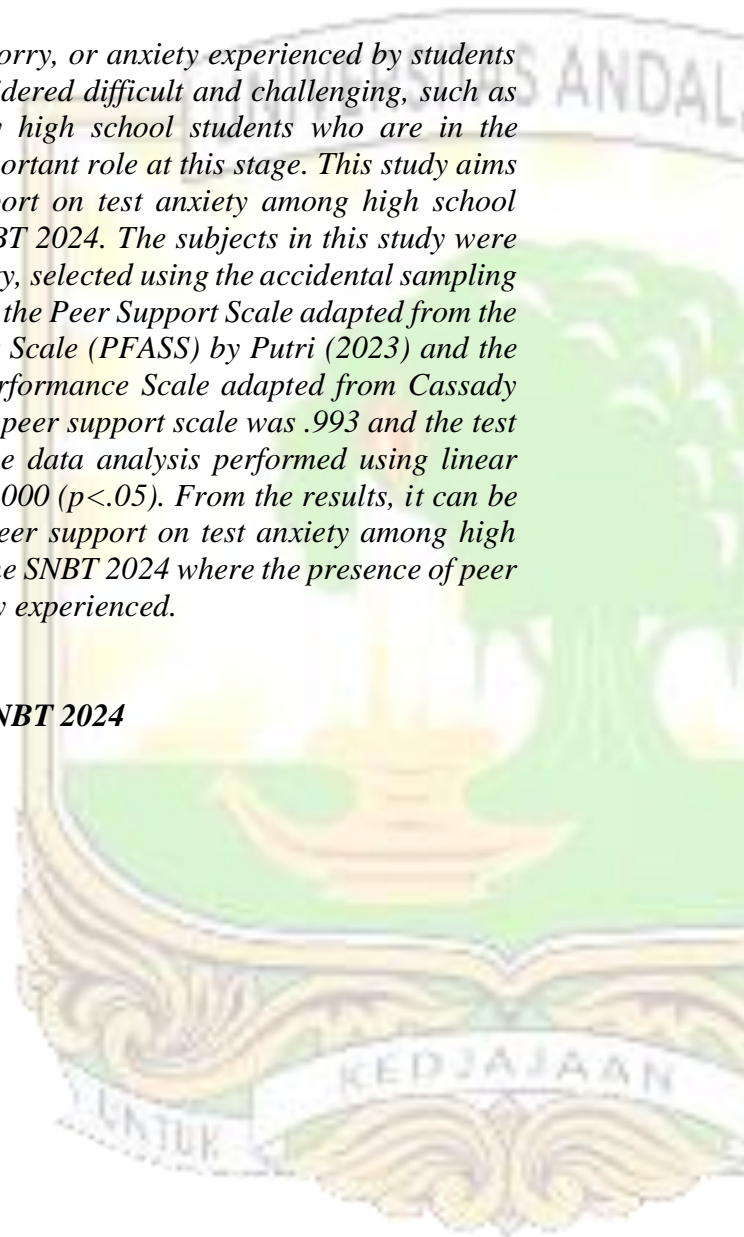 orry, or anxiety experienced by students
idered difficult and challenging, such as
high school students who are in the
portant role at this stage. This study aims
port on test anxiety among high school
BT 2024. The subjects in this study were
ry, selected using the accidental sampling
the Peer Support Scale adapted from the
Scale (PFASS) by Putri (2023) and the
rformance Scale adapted from Cassady
peer support scale was .993 and the test
e data analysis performed using linear
000 (p<.05). From the results, it can be
eer support on test anxiety among high
he SNBT 2024 where the presence of peer
y experienced.
NBT 2024
UNIVERSITAS ANDAL
UNTUK KEDJAJAAN